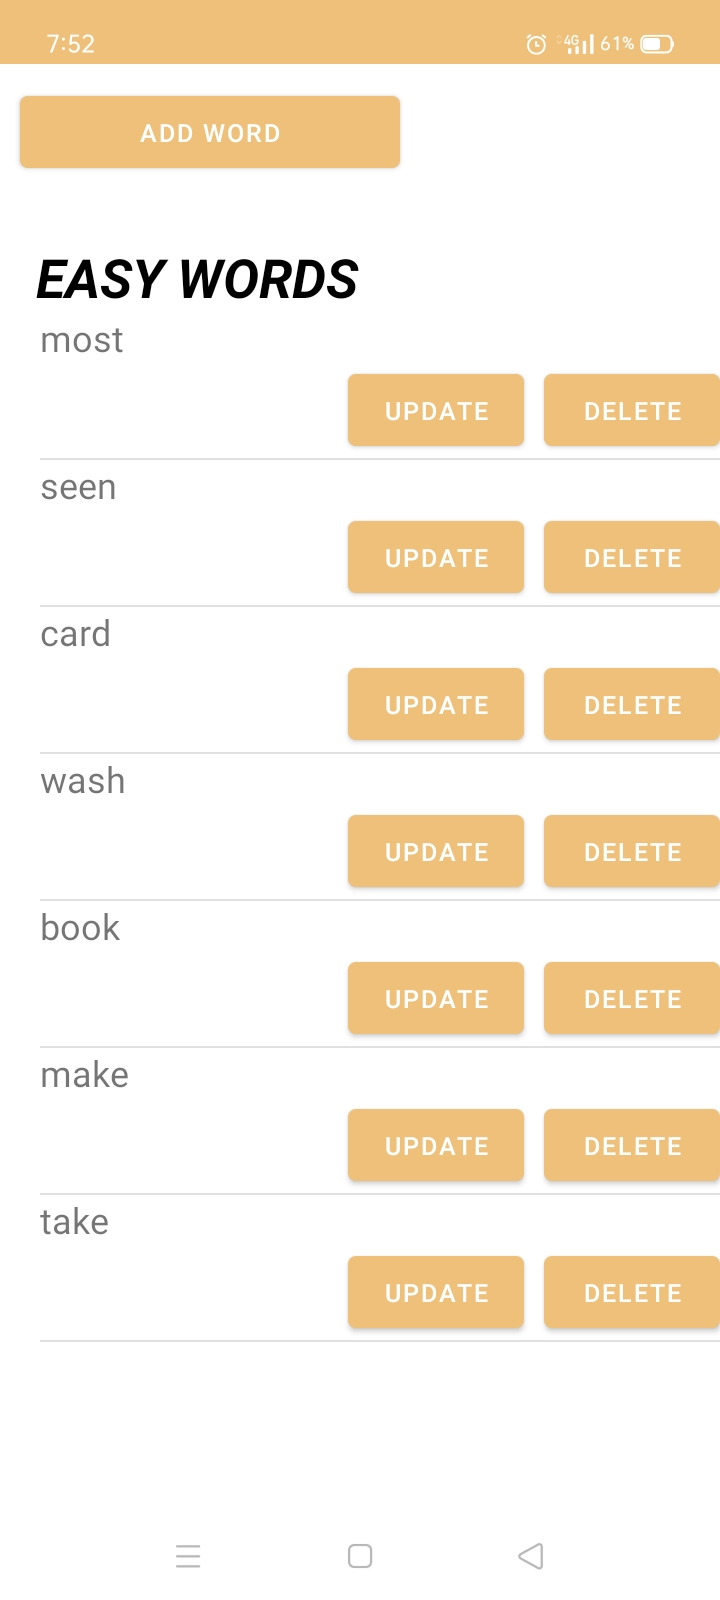 7:52 4G 61%
ADD WORD
EASY WORDS
most
UPDATE DELETE
seen
UPDATE DELETE
card
UPDATE DELETE
wash
UPDATE DELETE
book
UPDATE DELETE
make
UPDATE DELETE
take
UPDATE DELETE